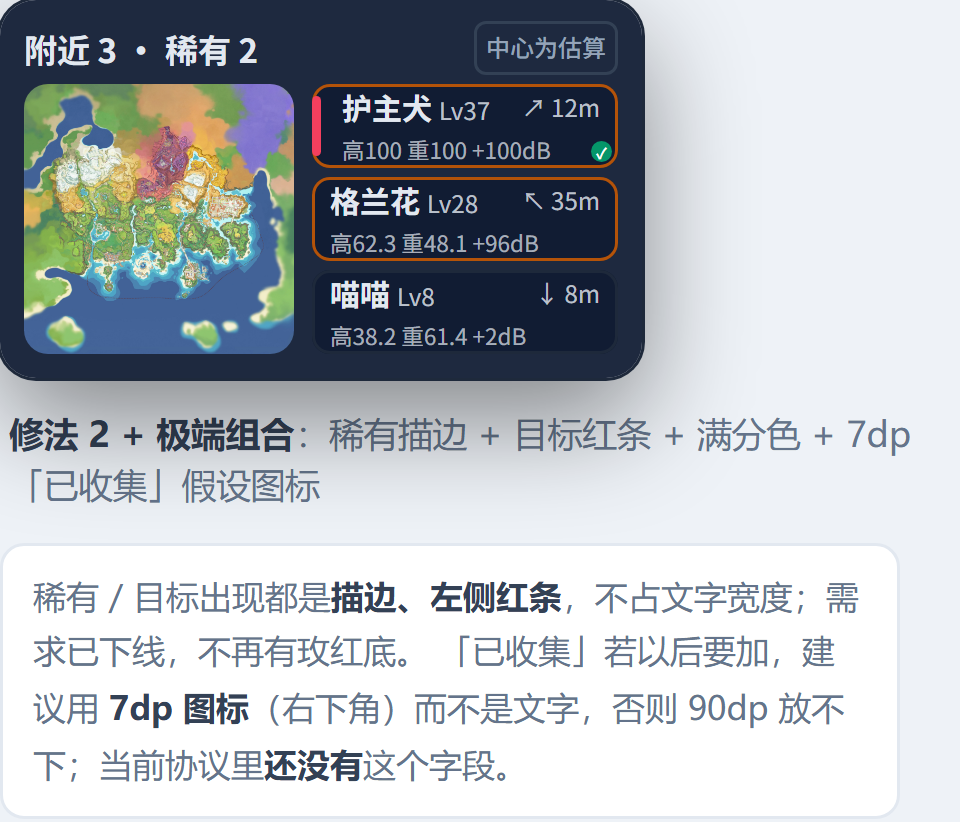 附近 3 · 稀有 2
中心为估算
护主犬 Lv37 ↗ 12m
高100 重100 +100dB
格兰花 Lv28 ↖ 35m
高62.3 重48.1 +96dB
喵喵 Lv8 ↓ 8m
高38.2 重61.4 +2dB
修法 2 + 极端组合：稀有描边 + 目标红条 + 满分色 + 7dp
「已收集」假设图标
稀有 / 目标出现都是描边、左侧红条，不占文字宽度；需
求已下线，不再有玫红底。 「已收集」若以后要加，建
议用 7dp 图标（右下角）而不是文字，否则 90dp 放不
下；当前协议里还没有这个字段。